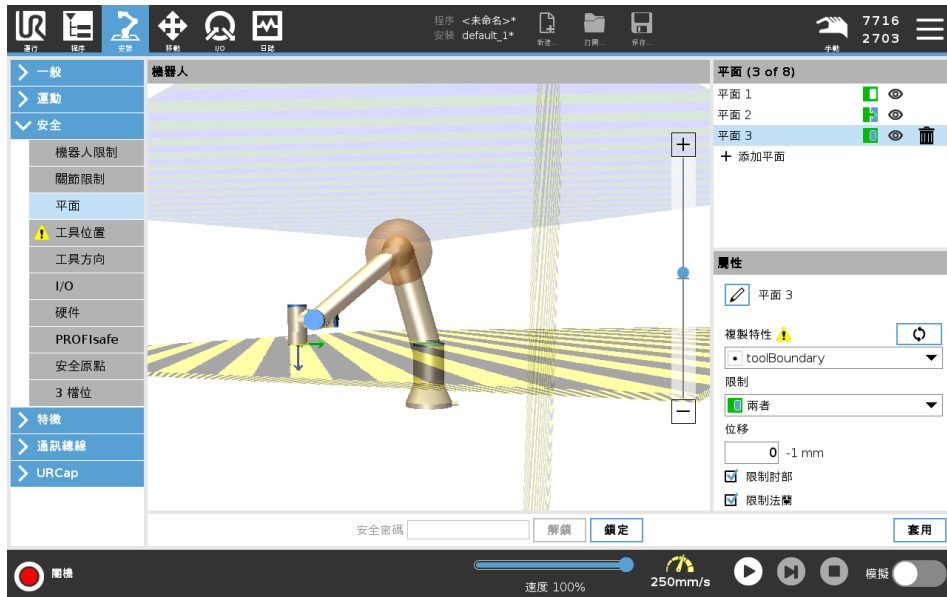 程序 <未命名>*
安裝 default_1*
新建...
打開...
保存...
手動
7716
2703
運行
程序
安裝
移動
I/O
日誌
一般
運動
安全
機器人限制
關節限制
平面
工具位置
工具方向
I/O
硬件
PROFIsafe
安全原點
3 檔位
特徵
通訊總線
URCap
機器人
平面 (3 of 8)
平面 1
平面 2
平面 3
添加平面
屬性
平面 3
複製特性
toolBoundary
限制
兩者
位移
0 -1 mm
限制肘部
限制法蘭
安全密碼
解鎖
鎖定
套用
關機
速度 100%
250mm/s
模擬